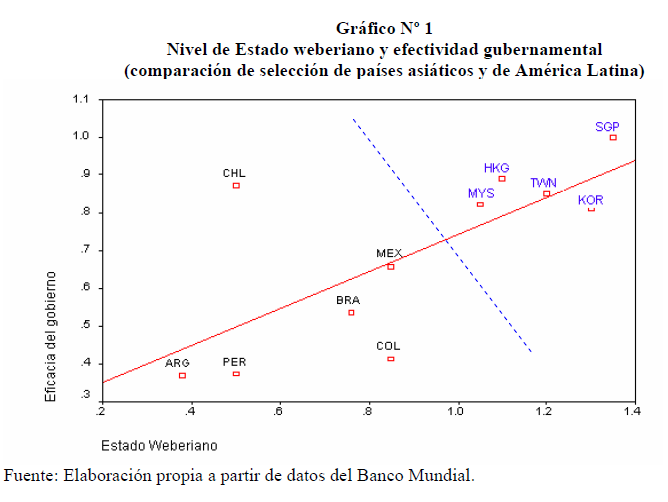 Gráfico Nº 1
Nivel de Estado weberiano y efectividad gubernamental
(comparación de selección de países asiáticos y de América Latina)
1.1
1.0
.9
.8
.7
.6
.5
.4
.3
Eficacia del gobierno
SGP
HKG
CHL
TWN
MYS
KOR
MEX
BRA
COL
ARG
PER
.2 .4 .6 .8 1.0 1.2 1.4
Estado Weberiano
Fuente: Elaboración propia a partir de datos del Banco Mundial.